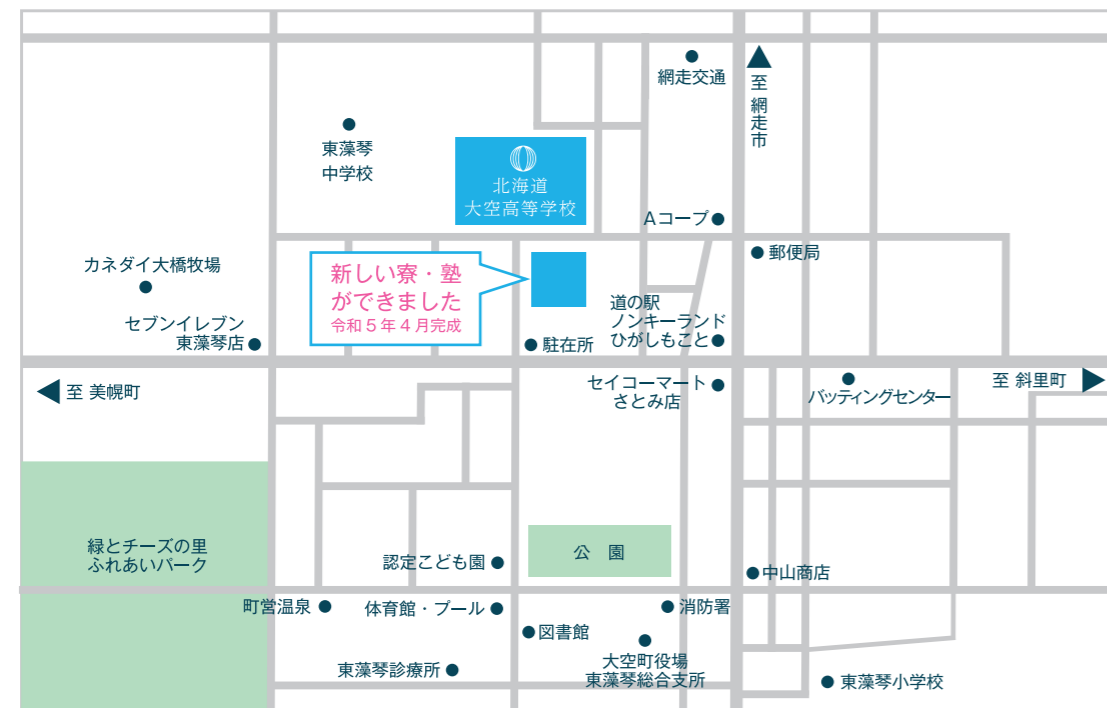 網走交通
至 網走市
東藻琴
中学校
北海道
大空高等学校
Aコープ
郵便局
カネダイ大橋牧場
新しい寮・塾
ができました
令和5年4月完成
道の駅
ノンキーランド
ひがしもこと
セブンイレブン
東藻琴店
駐在所
至 美幌町
セイコーマート
さとみ店
バッティングセンター
至 斜里町
緑とチーズの里
ふれあいパーク
認定こども園
公 園
中山商店
町営温泉
体育館・プール
消防署
図書館
大空町役場
東藻琴総合支所
東藻琴診療所
東藻琴小学校